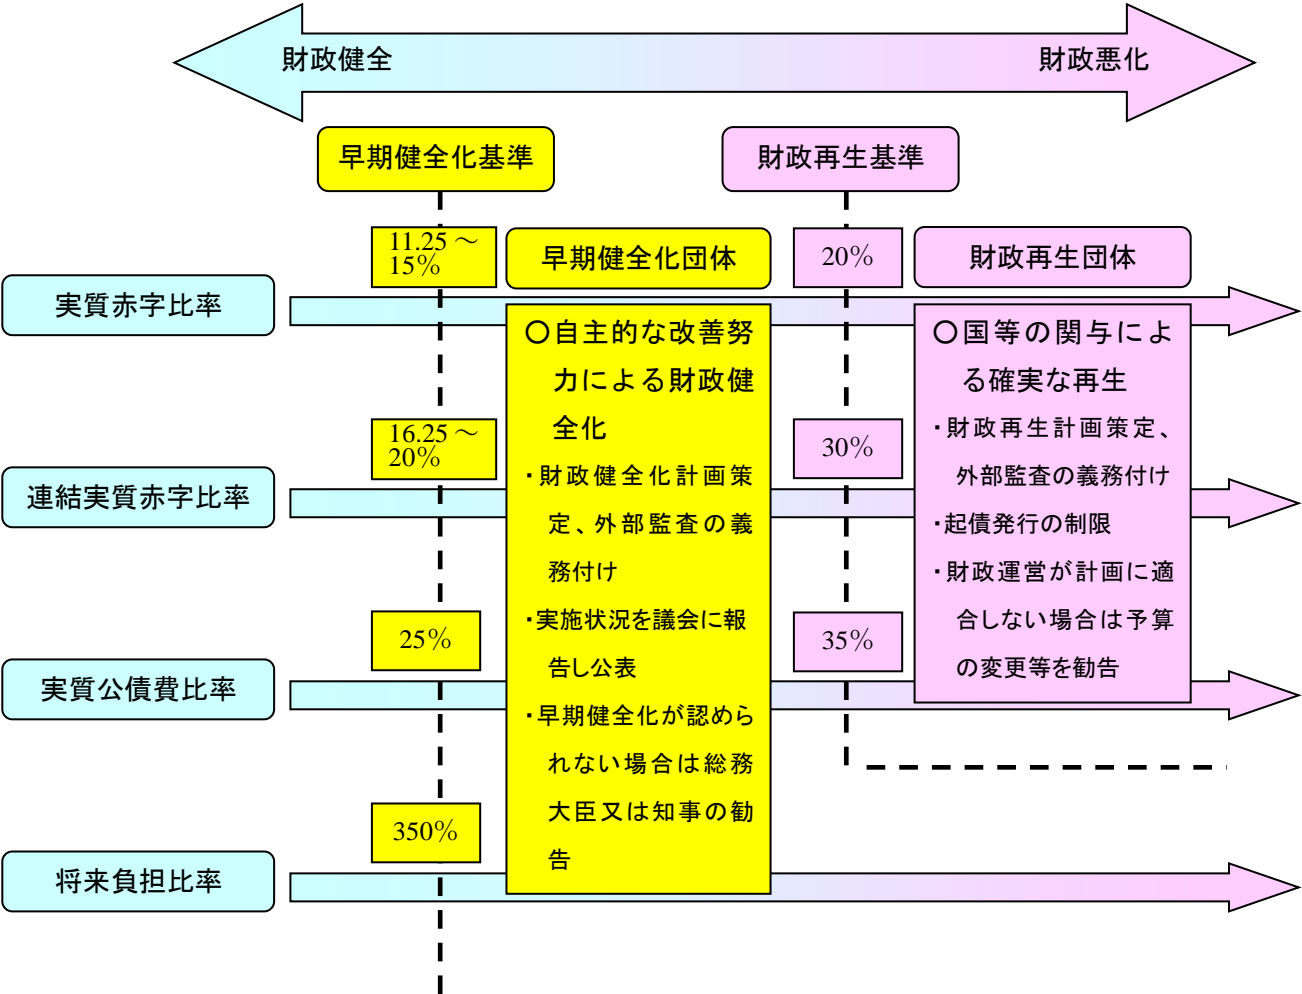 財政健全
財政悪化
早期健全化基準
財政再生基準
11.25～
15％
早期健全化団体
20％
財政再生団体
実質赤字比率
〇自主的な改善努
力による財政健
全化
・財政健全化計画策
定、外部監査の義
務付け
・実施状況を議会に報
告し公表
・早期健全化が認めら
れない場合は総務
大臣又は知事の勧
告
〇国等の関与によ
る確実な再生
・財政再生計画策定、
外部監査の義務付け
・起債発行の制限
・財政運営が計画に適
合しない場合は予算
の変更等を勧告
16.25～
20％
30％
連結実質赤字比率
25％
35％
実質公債費比率
350％
将来負担比率